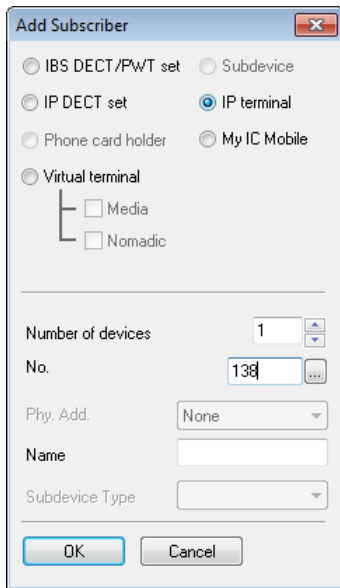 Add Subscriber
IBS DECT/PWT set Subdevice
IP DECT set IP terminal
Phone card holder My IC Mobile
Virtual terminal
Media
Nomadic
Number of devices 1
No. 138 ...
Phy. Add. None
Name
Subdevice Type
OK Cancel